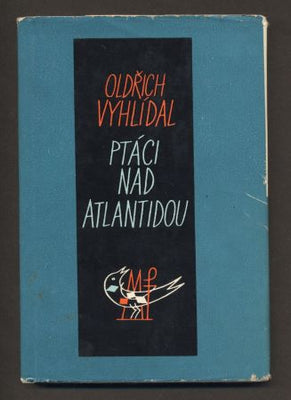 OLDŘICH
VYHLÍDAL
PTÁCI
NAD
ATLANTIDOU